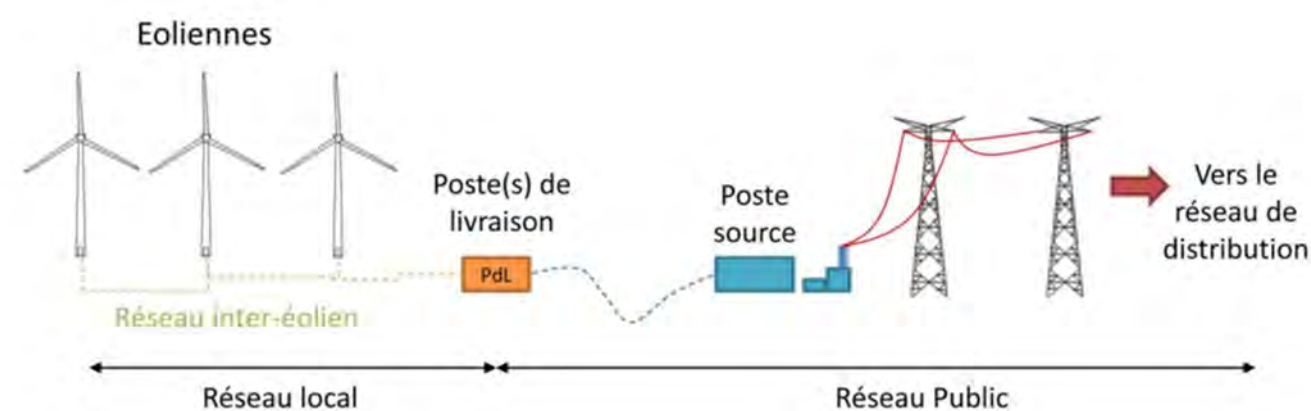 Eoliennes
Poste(s) de
livraison
Poste
source
Vers le
réseau de
distribution
PdL
Réseau inter-éolien
Réseau local
Réseau Public